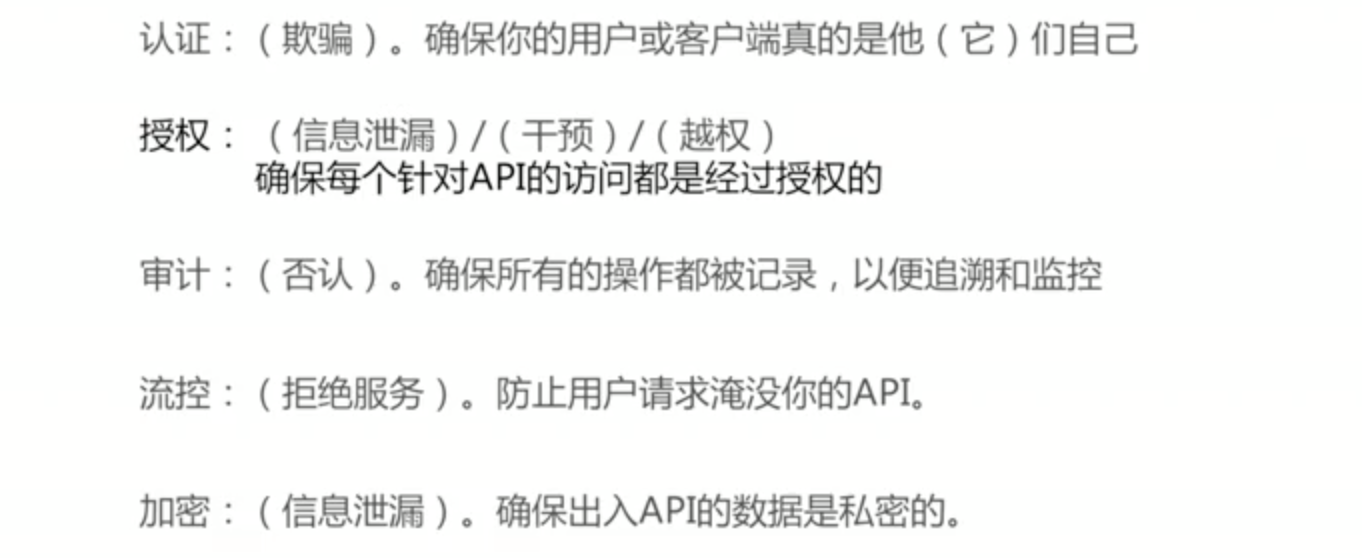 认证：（欺骗）。确保你的用户或客户端真的是他（它）们自己
授权：（信息泄漏）/（干预）/（越权）
确保每个针对API的访问都是经过授权的
审计：（否认）。确保所有的操作都被记录，以便追溯和监控
流控：（拒绝服务）。防止用户请求淹没你的API。
加密：（信息泄漏）。确保出入API的数据是私密的。